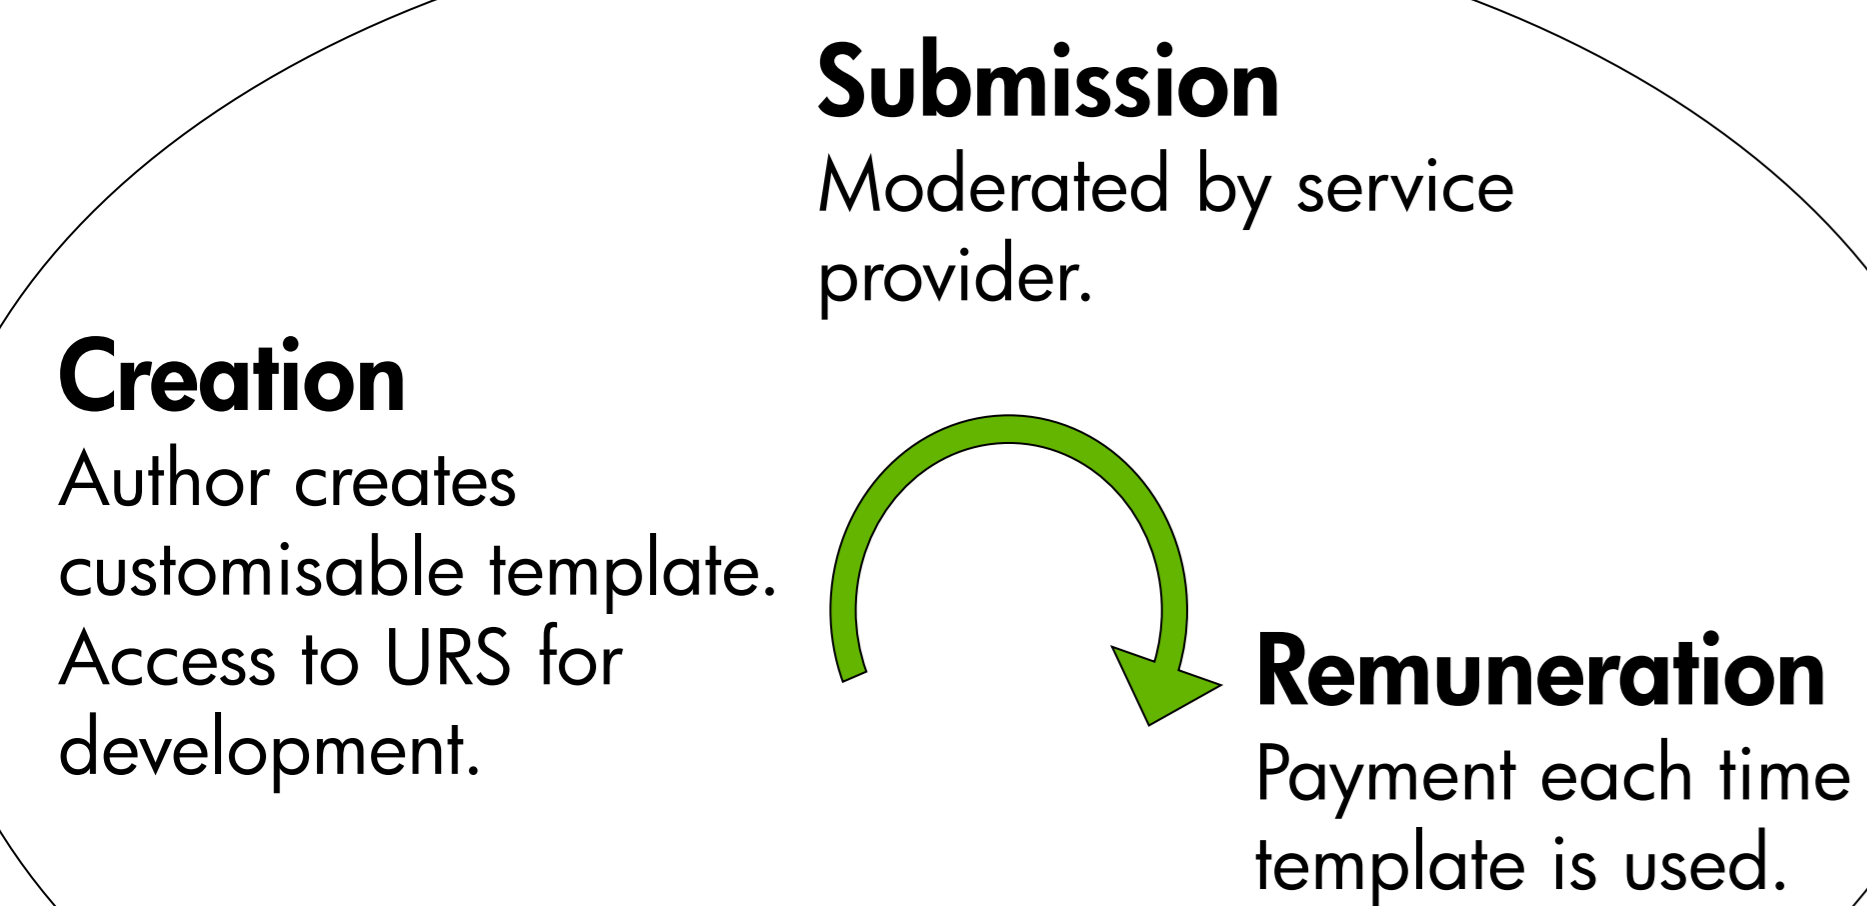 Submission
Moderated by service
provider.
Creation
Author creates
customisable template.
Access to URS for
development.
Remuneration
Payment each time
template is used.